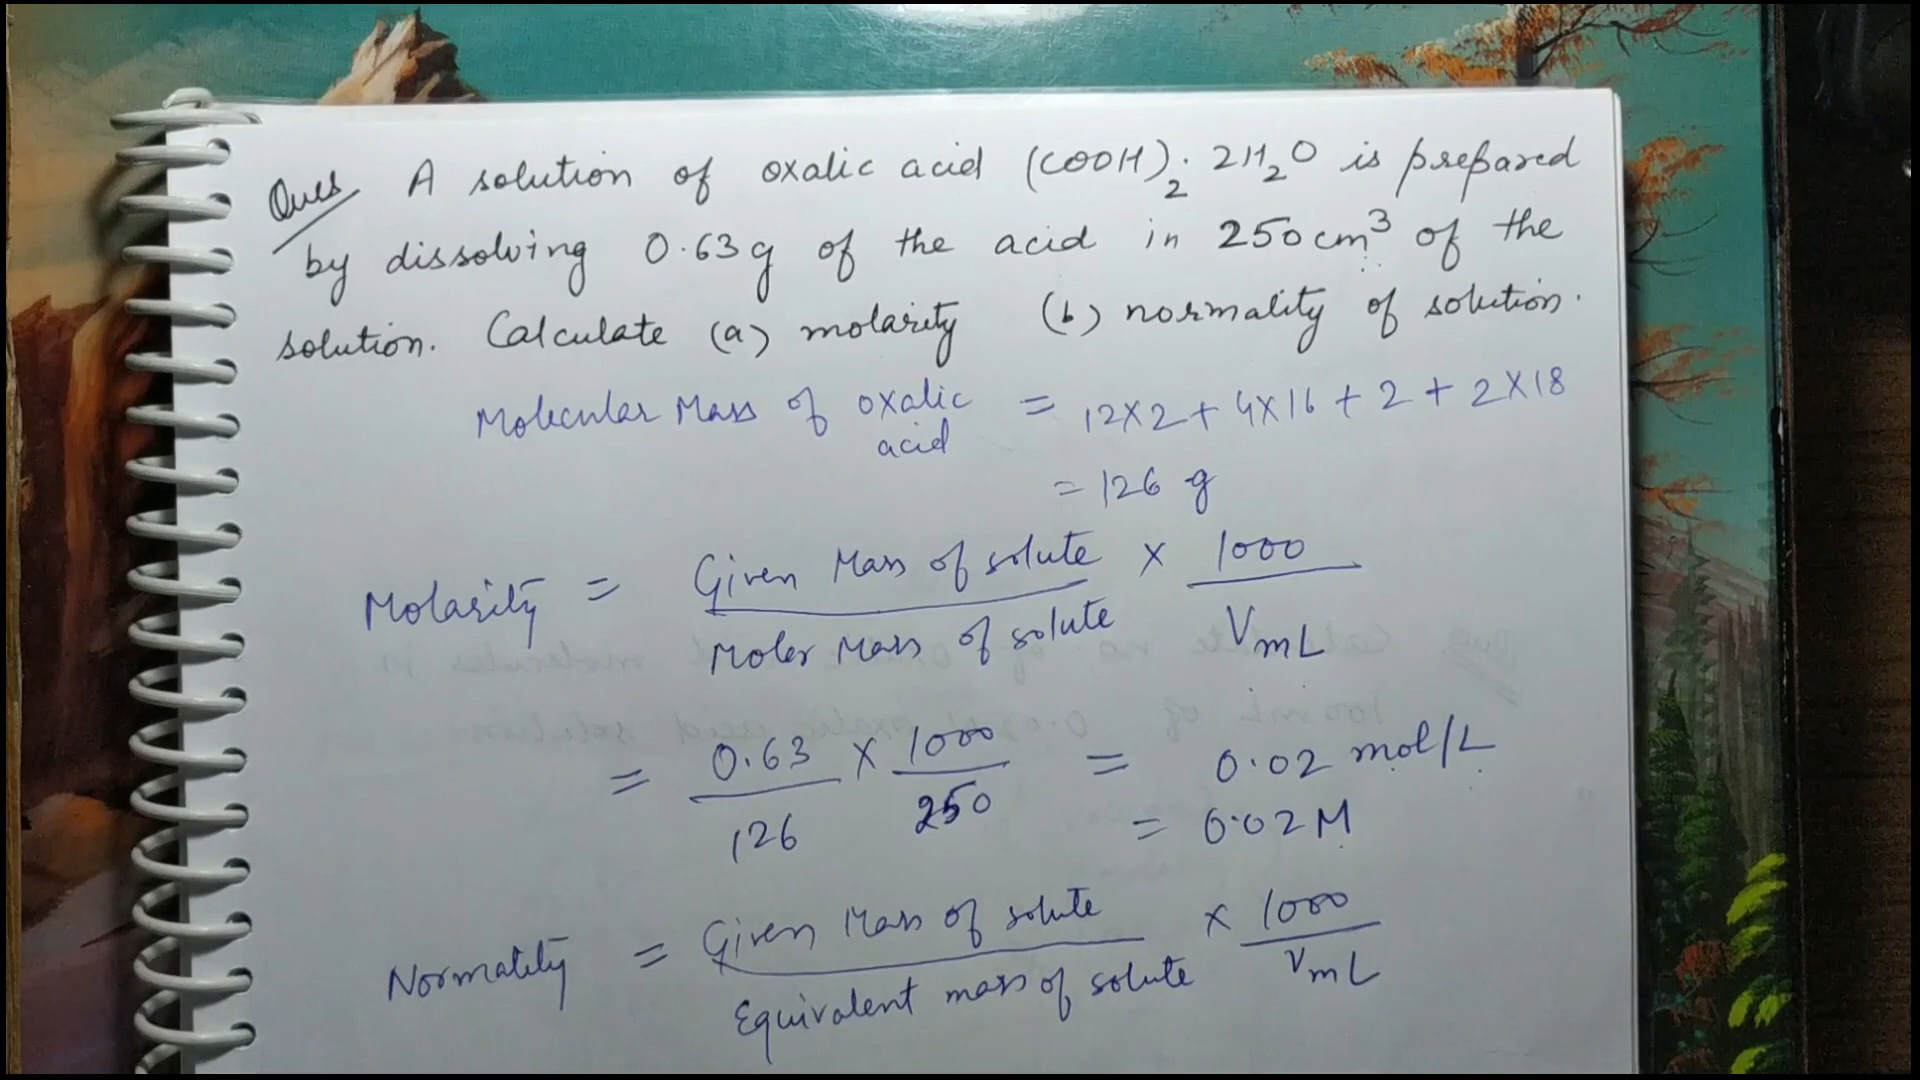 Ques A solution of oxalic acid (COOH)₂. 2H₂O is prepared
by dissolving 0.63g of the acid in 250cm³ of the
solution. Calculate (a) molarity (b) normality of solution.
Molecular Mass of oxalic acid = 12X2 + 4X16 + 2 + 2X18
= 126 g
Molarity = Given Mass of solute / Molar Mass of solute X 1000 / VmL
= 0.63 / 126 X 1000 / 250 = 0.02 mol/L
= 0.02M
Normality = Given Mass of solute / Equivalent mass of solute X 1000 / VmL